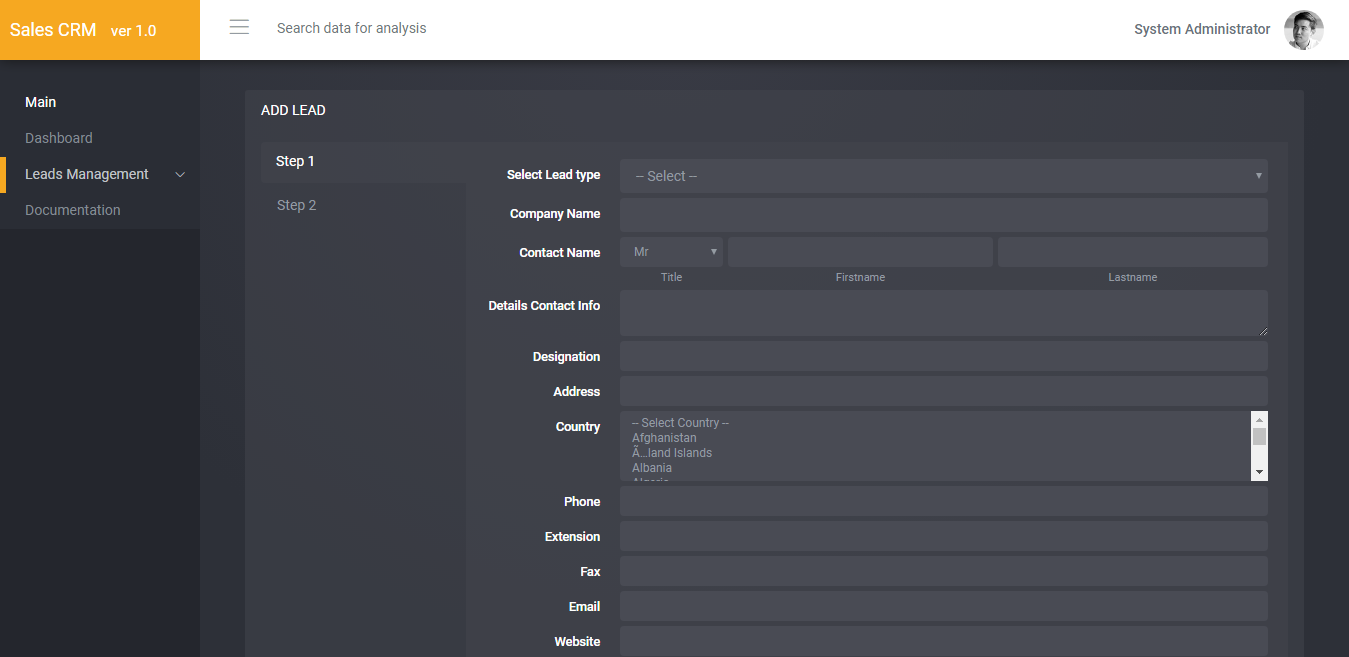 Sales CRM ver 1.0
Search data for analysis
System Administrator
Main
Dashboard
Leads Management
Documentation
ADD LEAD
Step 1
Step 2
Select Lead type
-- Select --
Company Name
Contact Name
Mr
Title
Firstname
Lastname
Details Contact Info
Designation
Address
Country
-- Select Country --
Afghanistan
Ã…land Islands
Albania
Algeria
Phone
Extension
Fax
Email
Website